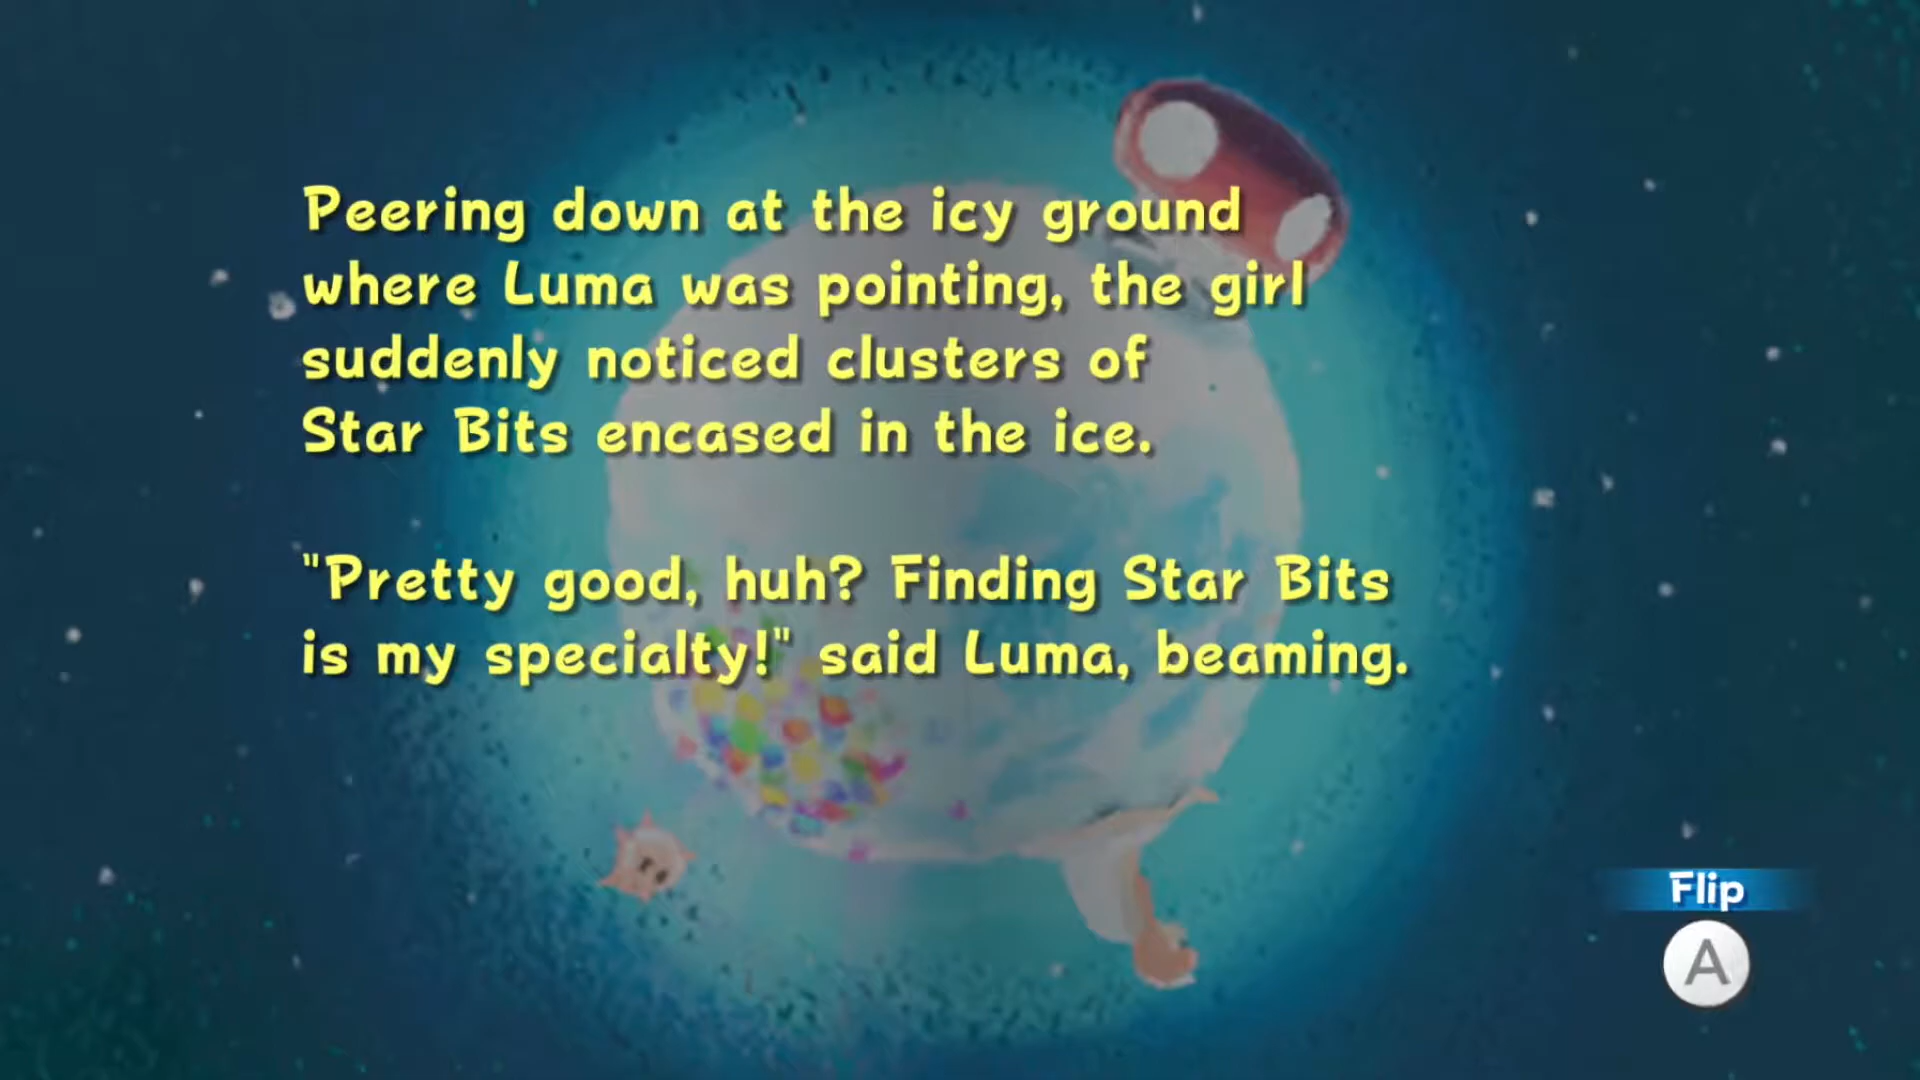 Peering down at the icy ground
where Luma was pointing, the girl
suddenly noticed clusters of
Star Bits encased in the ice.
"Pretty good, huh? Finding Star Bits
is my specialty!" said Luma, beaming.
Flip
A